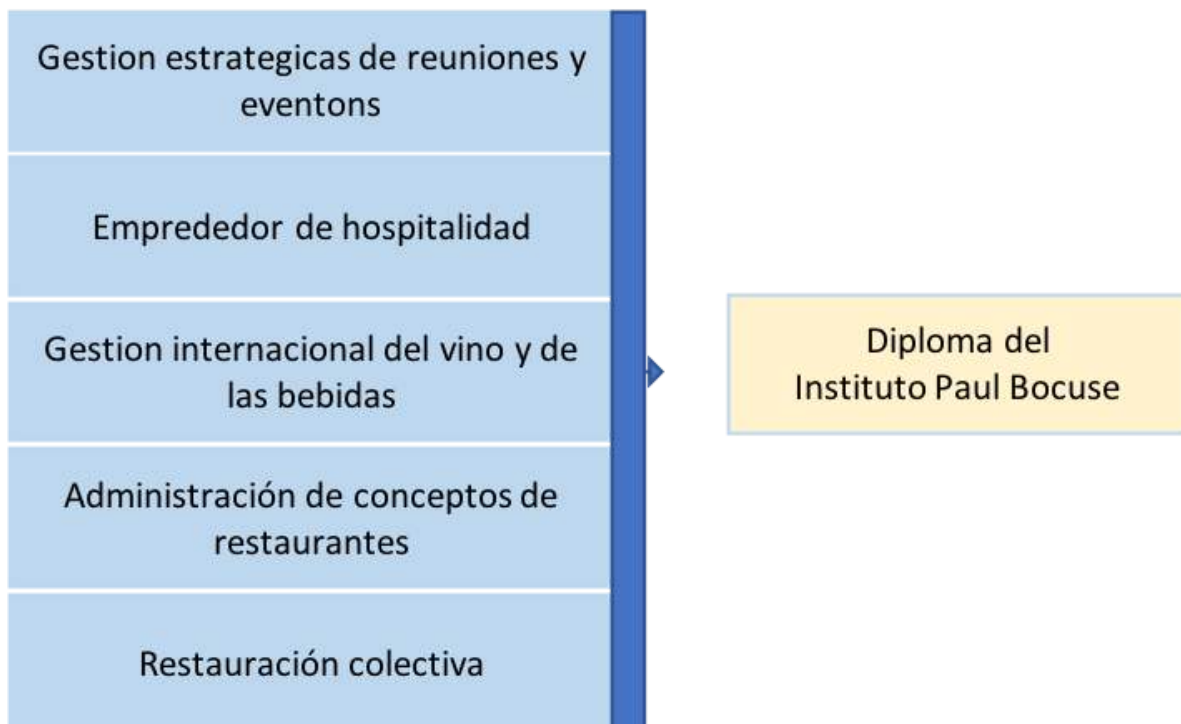 Gestion estrategicas de reuniones y
eventons
Emprededor de hospitalidad
Gestion internacional del vino y de
las bebidas
Administración de conceptos de
restaurantes
Restauración colectiva
Diploma del
Instituto Paul Bocuse